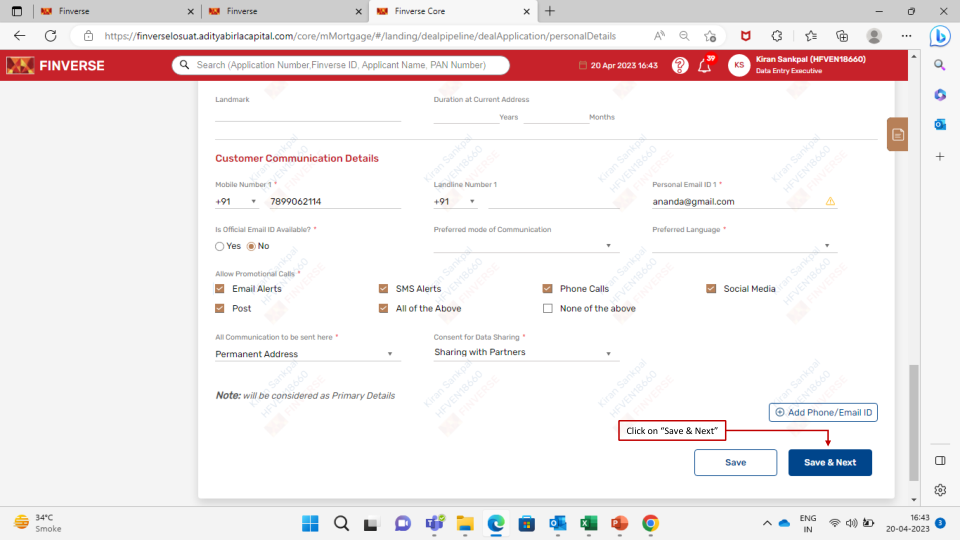 Finverse
Finverse
Finverse Core
https://finverselosuat.adityabirlacapital.com/core/mMortgage/#/landing/dealpipeline/dealApplication/personalDetails
FINVERSE
Search (Application Number,Finverse ID, Applicant Name, PAN Number)
20 Apr 2023 16:43
39
KS
Kiran Sankpal (HFVEN18660)
Data Entry Executive
Landmark
Duration at Current Address
Years
Months
Customer Communication Details
Mobile Number 1 *
Landline Number 1
Personal Email ID 1 *
+91
7899062114
+91
ananda@gmail.com
Is Official Email ID Available? *
Preferred mode of Communication
Preferred Language *
Yes
No
Allow Promotional Calls *
Email Alerts
SMS Alerts
Phone Calls
Social Media
Post
All of the Above
None of the above
All Communication to be sent here *
Consent for Data Sharing *
Permanent Address
Sharing with Partners
Note: will be considered as Primary Details
Add Phone/Email ID
Click on “Save & Next”
Save
Save & Next
Kiran Sankpal
HFVEN18660
FINVERSE
34°C
Smoke
ENG
IN
16:43
20-04-2023
3